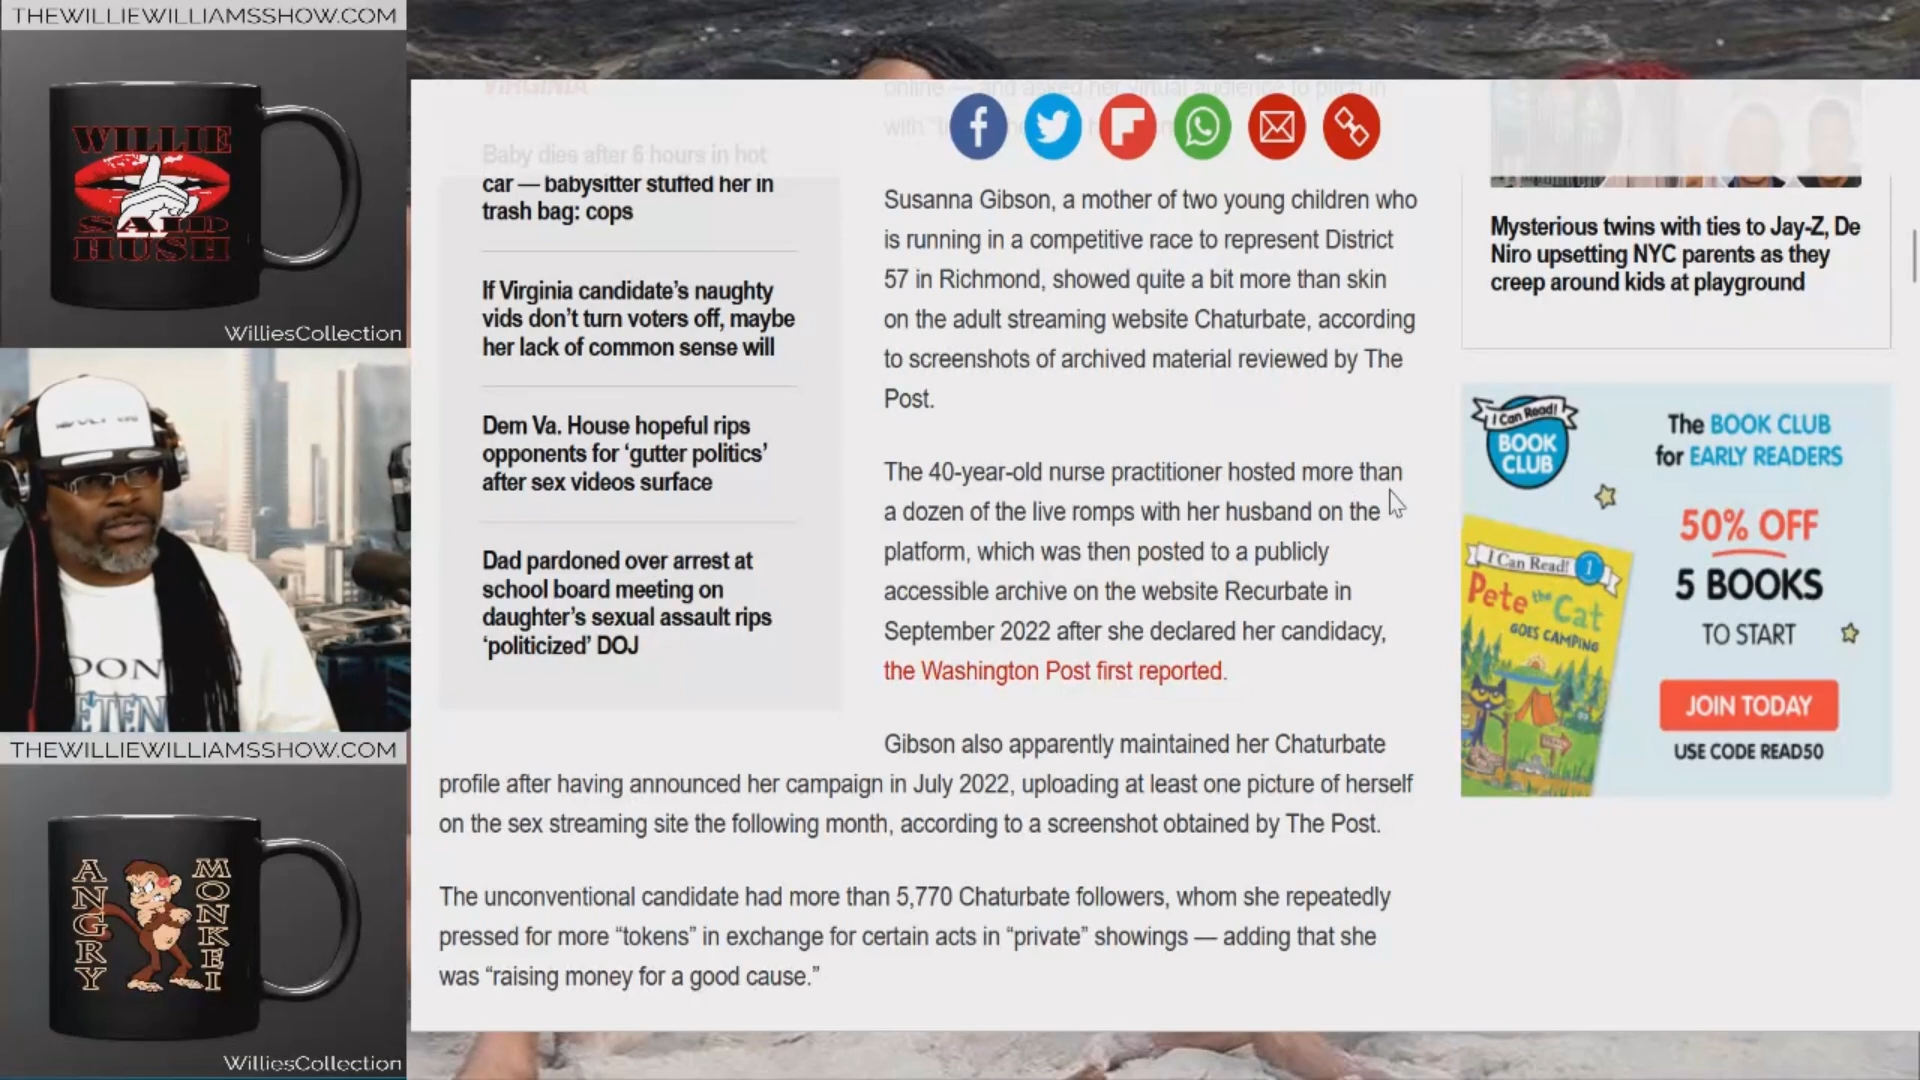 THEWILLIEWILLIAMSSHOW.COM
WILLIE
SAID
HUSH
WilliesCollection
DON
ETEN
THEWILLIEWILLIAMSSHOW.COM
ANGRY
MONKEI
WilliesCollection
VIRGINIA
Baby dies after 6 hours in hot
car — babysitter stuffed her in
trash bag: cops
If Virginia candidate's naughty
vids don't turn voters off, maybe
her lack of common sense will
Dem Va. House hopeful rips
opponents for 'gutter politics'
after sex videos surface
Dad pardoned over arrest at
school board meeting on
daughter's sexual assault rips
'politicized' DOJ
online — and asked her virtual audience to pitch in
with
Susanna Gibson, a mother of two young children who
is running in a competitive race to represent District
57 in Richmond, showed quite a bit more than skin
on the adult streaming website Chaturbate, according
to screenshots of archived material reviewed by The
Post.
The 40-year-old nurse practitioner hosted more than
a dozen of the live romps with her husband on the
platform, which was then posted to a publicly
accessible archive on the website Recurbate in
September 2022 after she declared her candidacy,
the Washington Post first reported.
Gibson also apparently maintained her Chaturbate
profile after having announced her campaign in July 2022, uploading at least one picture of herself
on the sex streaming site the following month, according to a screenshot obtained by The Post.
The unconventional candidate had more than 5,770 Chaturbate followers, whom she repeatedly
pressed for more “tokens” in exchange for certain acts in “private” showings — adding that she
was “raising money for a good cause.”
Mysterious twins with ties to Jay-Z, De
Niro upsetting NYC parents as they
creep around kids at playground
I Can Read!
BOOK
CLUB
The BOOK CLUB
for EARLY READERS
50% OFF
5 BOOKS
TO START
JOIN TODAY
USE CODE READ50
I Can Read! 1
Pete the Cat
GOES CAMPING